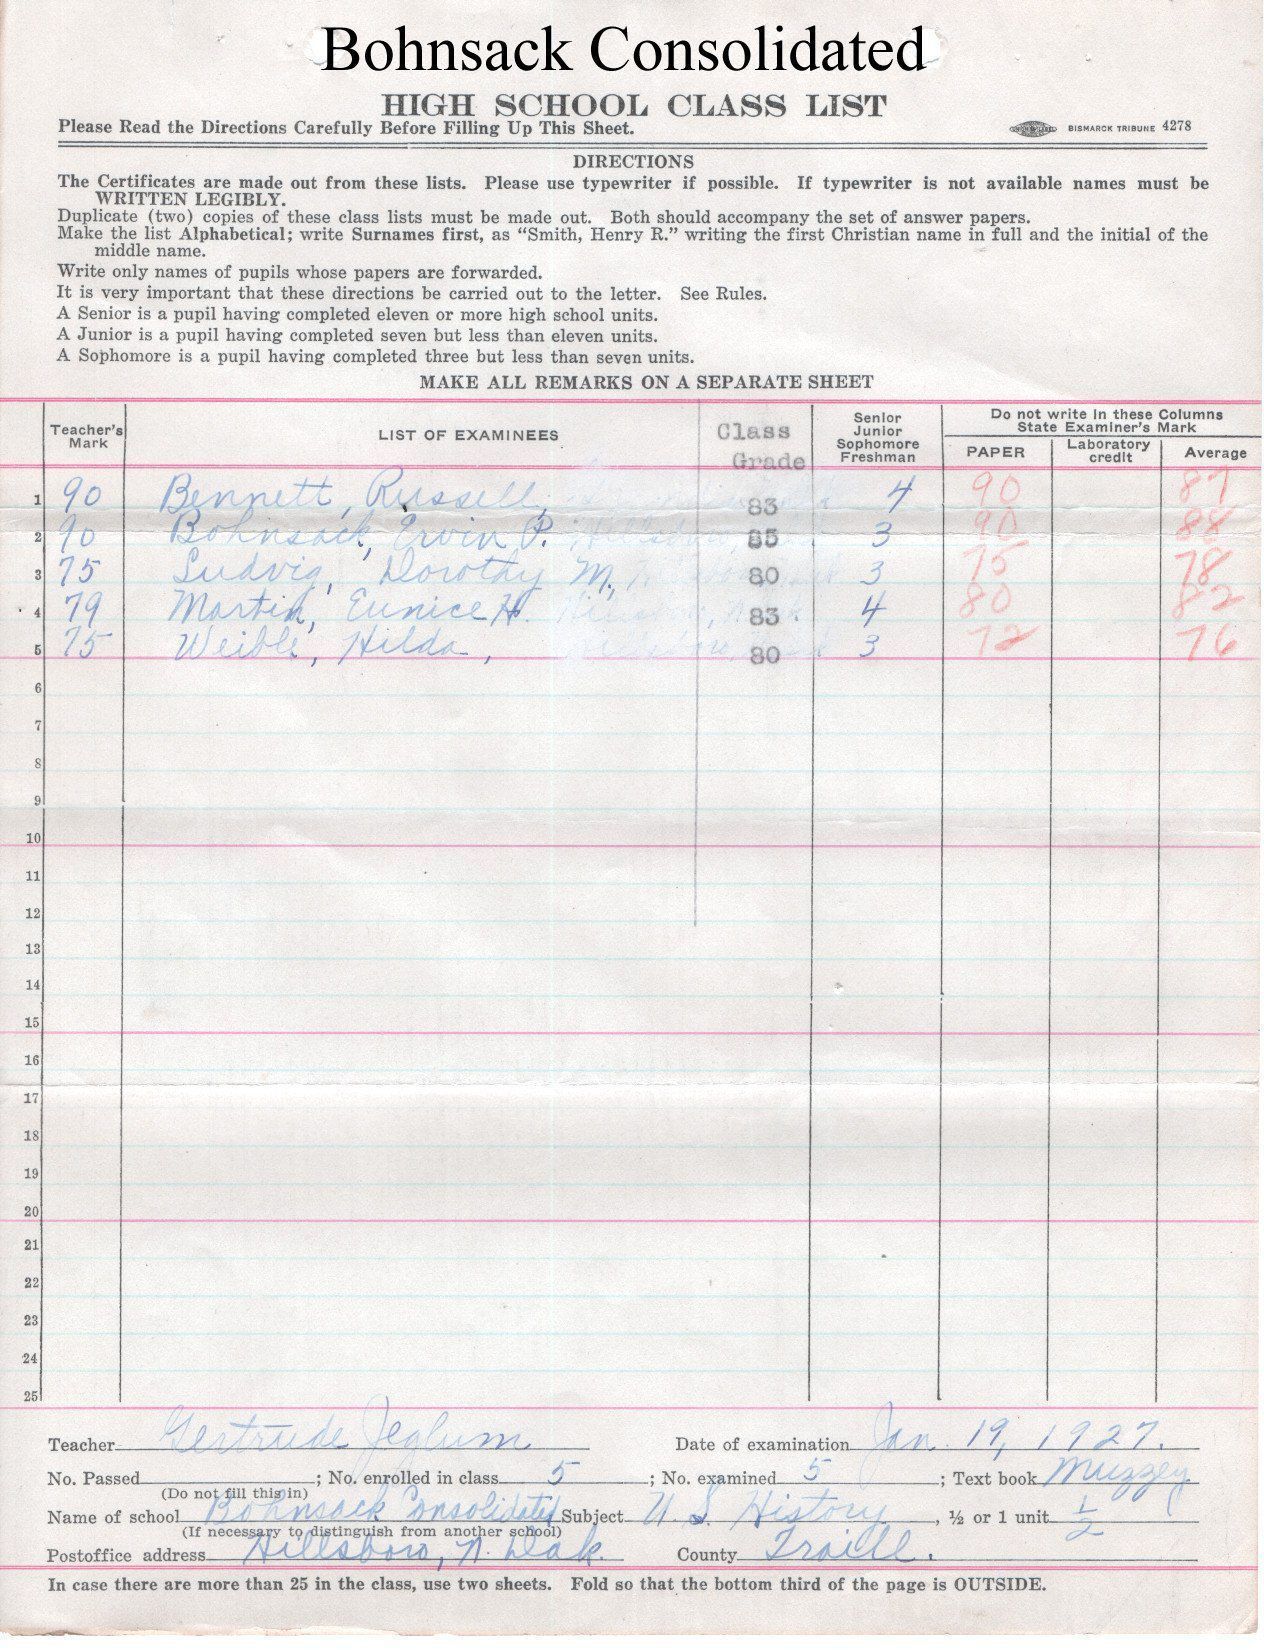 Bohnsack Consolidated
HIGH SCHOOL CLASS LIST
Please Read the Directions Carefully Before Filling Up This Sheet. BISMARCK TRIBUNE 4278
DIRECTIONS
The Certificates are made out from these lists. Please use typewriter if possible. If typewriter is not available names must be
WRITTEN LEGIBLY.
Duplicate (two) copies of these class lists must be made out. Both should accompany the set of answer papers.
Make the list Alphabetical; write Surnames first, as “Smith, Henry R.” writing the first Christian name in full and the initial of the
middle name.
Write only names of pupils whose papers are forwarded.
It is very important that these directions be carried out to the letter. See Rules.
A Senior is a pupil having completed eleven or more high school units.
A Junior is a pupil having completed seven but less than eleven units.
A Sophomore is a pupil having completed three but less than seven units.
MAKE ALL REMARKS ON A SEPARATE SHEET
Teacher's Mark LIST OF EXAMINEES Class Grade Senior Junior Sophomore Freshman Do not write in these Columns State Examiner's Mark
PAPER Laboratory credit Average
1 90 Bennett, Russell, 83 4 90 87
2 90 Bohnsack, Ervin P. 85 3 90 88
3 75 Ludvig, Dorothy M. 80 3 75 78
4 79 Martin, Eunice H. 83 4 80 82
5 75 Weible, Hilda, 80 3 72 76
6
7
8
9
10
11
12
13
14
15
16
17
18
19
20
21
22
23
24
25
Teacher Gertrude Jeglum Date of examination Jan. 19, 1927.
No. Passed ; No. enrolled in class 5 ; No. examined 5 ; Text book Muzzey
(Do not fill this in)
Name of school Bohnsack Consolidated Subject U. S. History , ½ or 1 unit ½
(If necessary to distinguish from another school)
Postoffice address Hillsboro, N. Dak. County Traill.
In case there are more than 25 in the class, use two sheets. Fold so that the bottom third of the page is OUTSIDE.